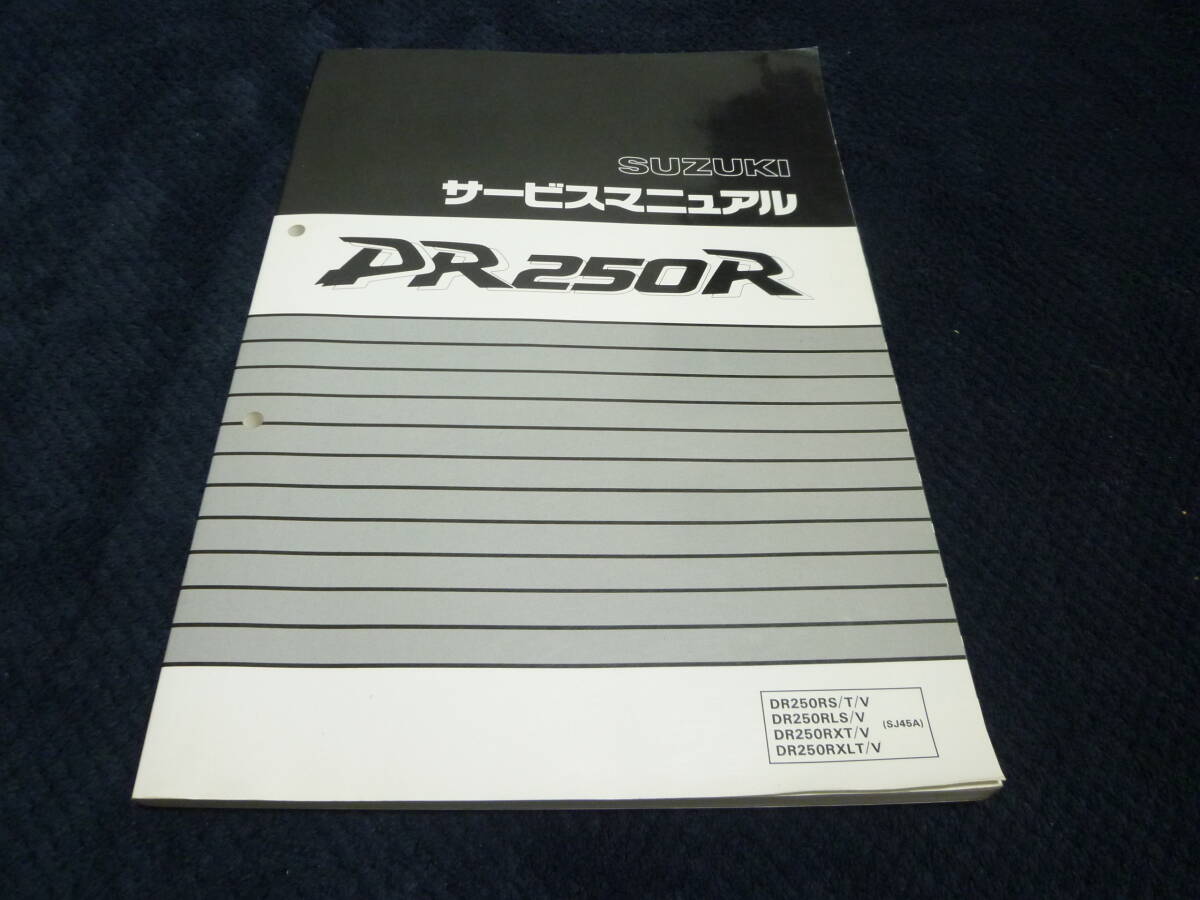 SUZUKI
サービスマニュアル
DR250R
DR250RS/T/V
DR250RLS/V
(SJ45A)
DR250RXT/V
DR250RXLT/V